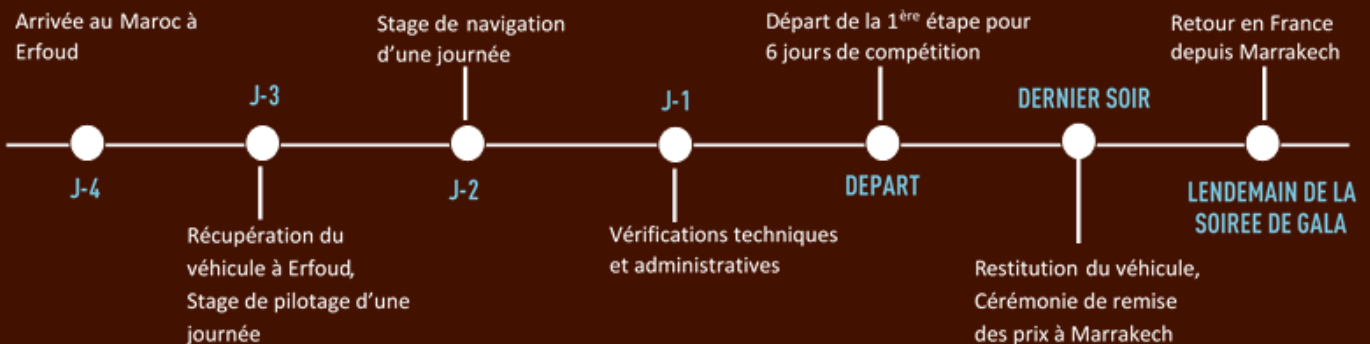 Arrivée au Maroc à
Erfoud
J-4
J-3
Récupération du
véhicule à Erfoud,
Stage de pilotage d'une
journée
Stage de navigation
d'une journée
J-2
J-1
Vérifications techniques
et administratives
Départ de la 1ère étape pour
6 jours de compétition
DEPART
DERNIER SOIR
Restitution du véhicule,
Cérémonie de remise
des prix à Marrakech
Retour en France
depuis Marrakech
LENDEMAIN DE LA
SOIREE DE GALA